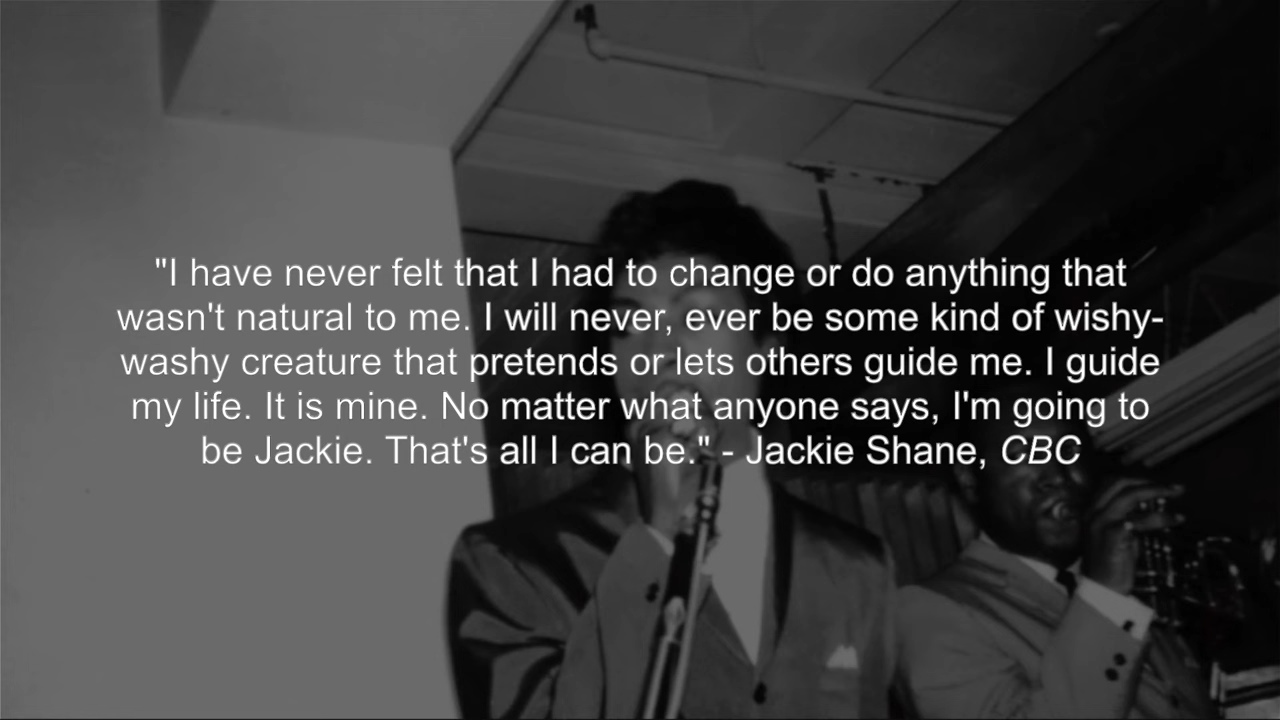 "I have never felt that I had to change or do anything that
wasn't natural to me. I will never, ever be some kind of wishy-
washy creature that pretends or lets others guide me. I guide
my life. It is mine. No matter what anyone says, I'm going to
be Jackie. That's all I can be." - Jackie Shane, CBC